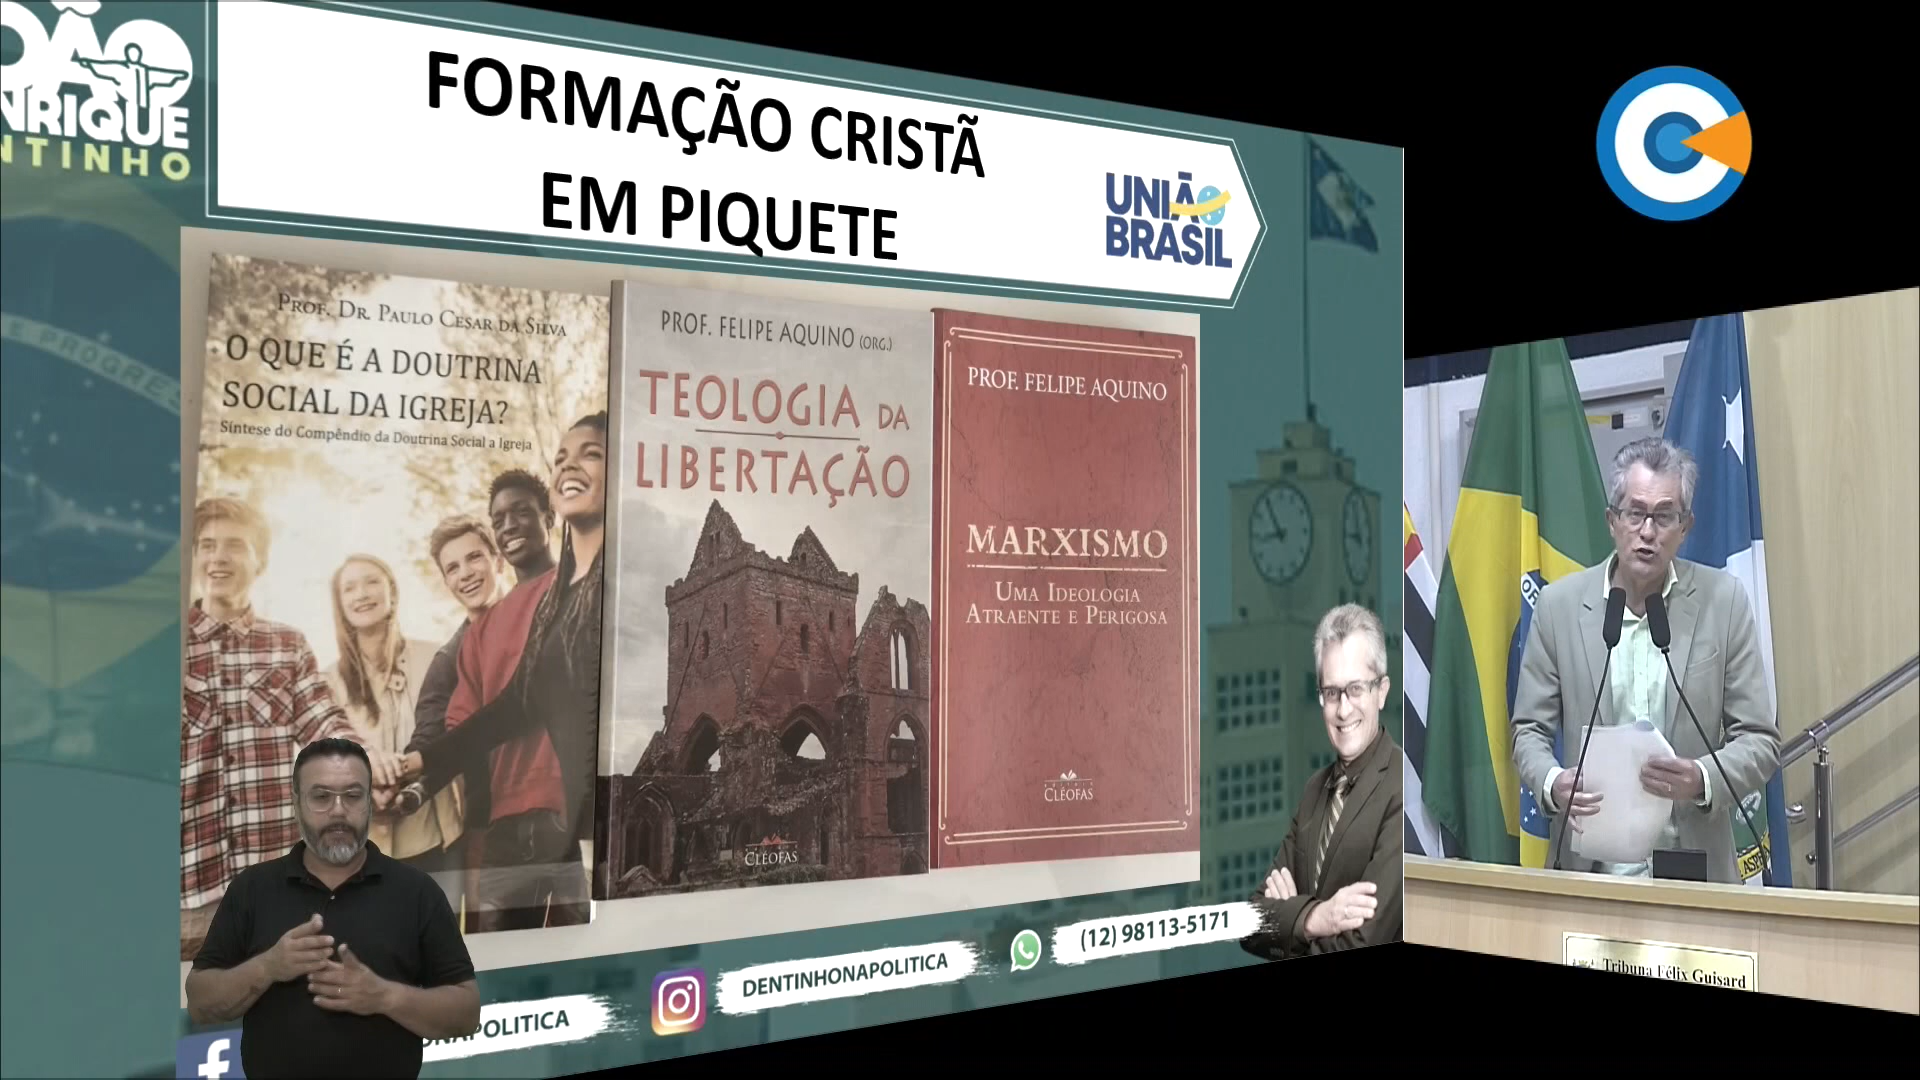 FORMAÇÃO CRISTÃ
EM PIQUETE
UNIÃO
BRASIL
PROF. DR. PAULO CESAR DA SILVA
O QUE É A DOUTRINA
SOCIAL DA IGREJA?
Síntese do Compêndio da Doutrina Social a Igreja
PROF. FELIPE AQUINO (ORG.)
TEOLOGIA DA
LIBERTAÇÃO
CLÉOFAS
PROF. FELIPE AQUINO
MARXISMO
UMA IDEOLOGIA
ATRAENTE E PERIGOSA
CLÉOFAS
DENTINHONAPOLITICA
(12) 98113-5171
Tribuna Félix Guisard